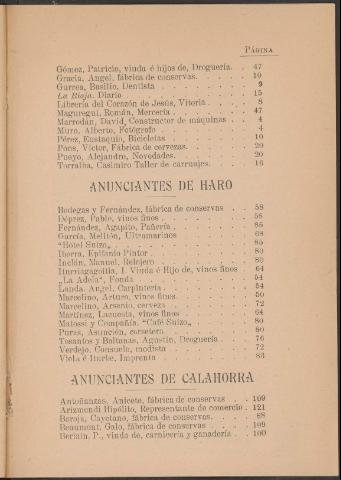 PÁGINA
Gómez, Patricio, viuda é hijos de, Droguería. . 47
Gracia, Angel, fábrica de conservas. . . . . 10
Gurrea, Basilio, Dentista . . . . . . . 9
La Rioja. Diario . . . . . . . . 15
Librería del Corazón de Jesús, Vitoria . . . . 8
Maguregui, Román, Mercería . . . . . . 47
Marrodán, David, Constructor de máquinas . . . 4
Muro, Alberto, Fotógrafo . . . . . . . 4
Pérez, Eustaquio, Bicicletas . . . . . . 10
Pons, Víctor, Fábrica de cervezas. . . . . . 20
Pueyo, Alejandro, Novedades. . . . . . . 20
Torralba, Casimiro Taller de carruajes. . . . . 16
ANUNCIANTES DE HARO
Bodegas y Fernández, fábrica de conservas . . . 58
Dóprez, Pablo, vinos finos . . . . . . . 58
Fernández, Agapito, Pañería . . . . . . 86
García, Melitón, Ultramarinos . . . . . . 68
"Hotel Suizo„ . . . . . . . . . 85
Iborra, Epifanio Pintor . . . . . . . 80
Inclán, Manuel, Relojero . . . . . . . 80
Iturriagagoitia, I. Viuda é Hijo de, vinos finos . 64
„La Adela", Fonda . . . . . . . . 54
Landa. Angel, Carpintería . . . . . . . 54
Marcelino, Arturo, vinos finos. . . . . . 50
Marcelino, Arsenio, cerveza . . . . . . 72
Martínez, Lacuesta, vinos finos . . . . . 64
Matossi y Compañía. "Café Suizo„ . . . . . 80
Puras, Asunción, corsetera . . . . . . 80
Tosantos y Baltanas, Agustín, Droguería . . . 76
Verdejo, Consuelo, modista . . . . . . 72
Viela é Iturbe, Imprenta . . . . . . . 83
ANUNCIANTES DE CALAHORRA
Antoñanzas, Aniceto, fábrica de conservas . . 109
Arizmendi Hipólito, Representante de comercio . 121
Baroja, Cayetano, fábrica de conservas. . . . 88
Beaumont, Galo, fábrica de conservas . . . 109
Beriain, P., viuda de, carnicería y ganadería . . 100